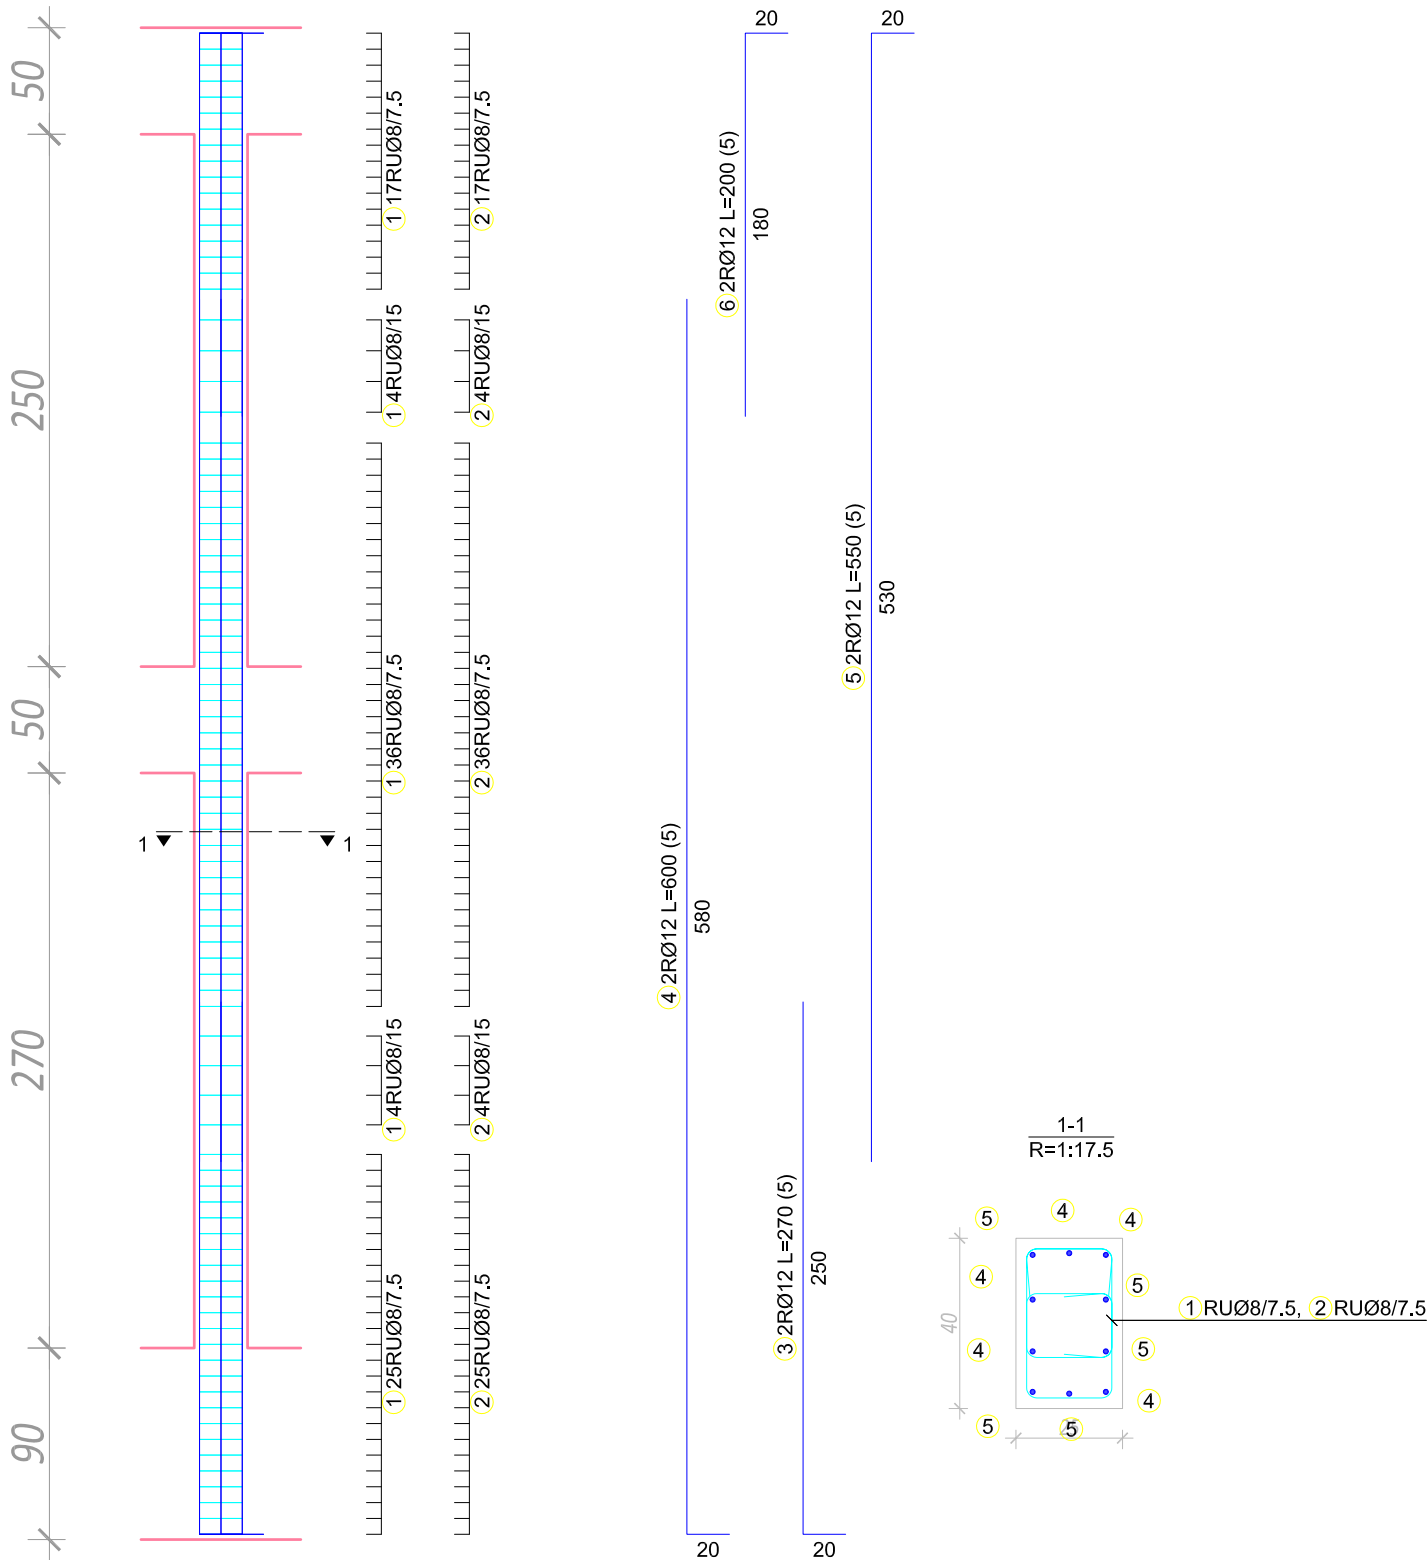 20
20
50
① 17RUØ8/7.5
② 17RUØ8/7.5
⑥ 2RØ12 L=200 (5)
180
① 4RUØ8/15
② 4RUØ8/15
250
⑤ 2RØ12 L=550 (5)
530
50
① 36RUØ8/7.5
② 36RUØ8/7.5
1
1
④ 2RØ12 L=600 (5)
580
270
① 4RUØ8/15
② 4RUØ8/15
③ 2RØ12 L=270 (5)
250
① 25RUØ8/7.5
② 25RUØ8/7.5
90
20
20
1-1
R=1:17.5
⑤
④
④
④
⑤
① RUØ8/7.5, ② RUØ8/7.5
40
④
⑤
④
⑤
⑤